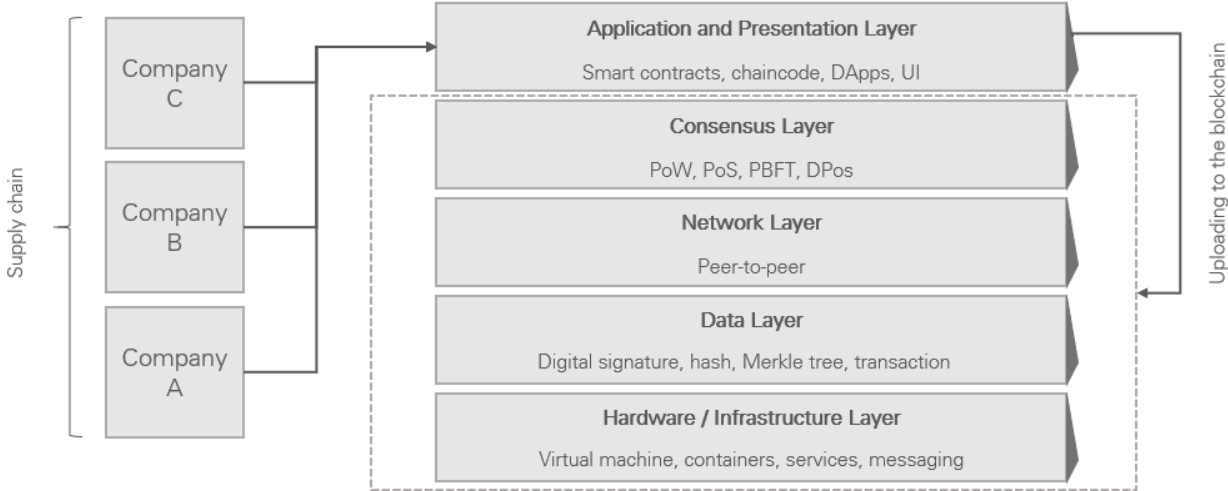 Supply chain
Company
C
Company
B
Company
A
Application and Presentation Layer
Smart contracts, chaincode, DApps, UI
Consensus Layer
PoW, PoS, PBFT, DPos
Network Layer
Peer-to-peer
Data Layer
Digital signature, hash, Merkle tree, transaction
Hardware / Infrastructure Layer
Virtual machine, containers, services, messaging
Uploading to the blockchain